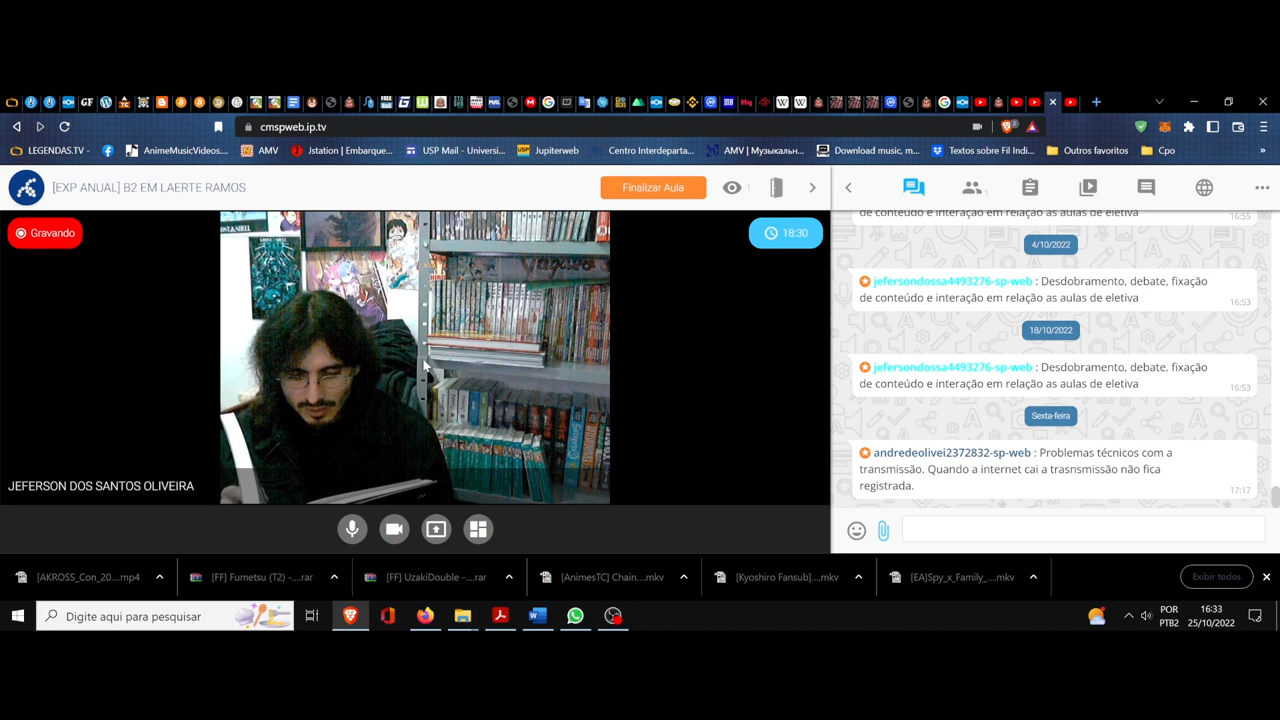 cmspweb.ip.tv
2
LEGENDAS.TV -
AnimeMusicVideos...
AMV
Jstation | Embarque...
USP Mail - Universi...
Jupiterweb
Centro Interdeparta...
AMV | Музыкальн...
Download music, m...
Textos sobre Fil Indi...
Outros favoritos
Cpo
»
[EXP ANUAL] B2 EM LAERTE RAMOS
Finalizar Aula
1
1
Gravando
18:30
JEFERSON DOS SANTOS OLIVEIRA
de conteúdo e interação em relação as aulas de eletiva
16:55
4/10/2022
jefersondossa4493276-sp-web : Desdobramento, debate, fixação
de conteúdo e interação em relação as aulas de eletiva
16:53
18/10/2022
jefersondossa4493276-sp-web : Desdobramento, debate, fixação
de conteúdo e interação em relação as aulas de eletiva
16:53
Sexta-feira
andredeolivei2372832-sp-web : Problemas técnicos com a
transmissão. Quando a internet cai a trasnsmissão não fica
registrada.
17:17
[AKROSS_Con_20....mp4
[FF] Fumetsu (T2) -....rar
[FF] UzakiDouble -....rar
[AnimesTC] Chain....mkv
[Kyoshiro Fansub]....mkv
[EA]Spy_x_Family_....mkv
Exibir todos
Digite aqui para pesquisar
POR
PTB2
16:33
25/10/2022